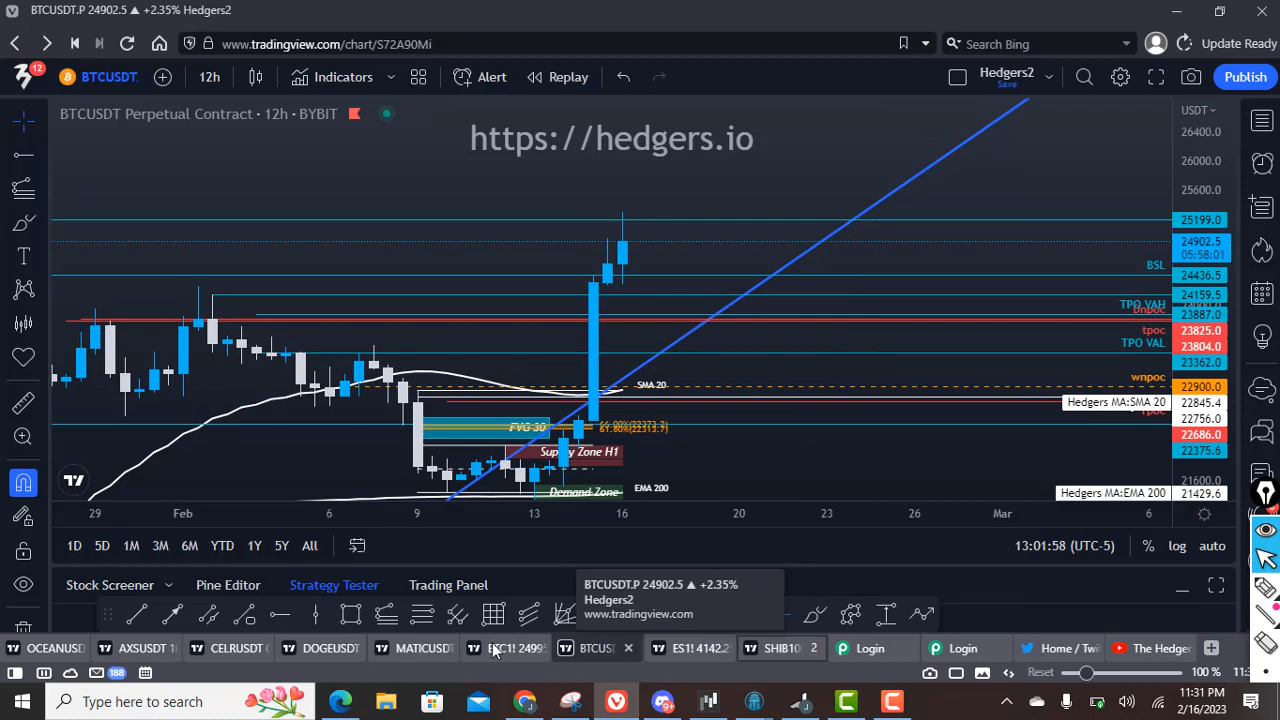 BTCUSDT.P 24902.5 ▲ +2.35% Hedgers2
www.tradingview.com/chart/S72A90Mi
Search Bing
Update Ready
12
BTCUSDT.
12h
Indicators
Alert
Replay
Hedgers2
Save
Publish
BTCUSDT Perpetual Contract · 12h · BYBIT
https://hedgers.io
USDT
26400.0
26000.0
25600.0
25199.0
24902.5
05:58:01
BSL
24436.5
24159.5
TPO VAH
23887.0
tpoc
23825.0
23804.0
TPO VAL
23362.0
wnpoc
22900.0
SMA 20
Hedgers MA:SMA 20
22845.4
22756.0
22686.0
22375.6
FVG 30
Supply Zone H1
21600.0
Demand Zone
EMA 200
Hedgers MA:EMA 200
21429.6
29
Feb
6
9
13
16
20
23
26
Mar
6
1D
5D
1M
3M
6M
YTD
1Y
5Y
All
13:01:58 (UTC-5)
%
log
auto
Stock Screener
Pine Editor
Strategy Tester
Trading Panel
BTCUSDT.P 24902.5 ▲ +2.35%
Hedgers2
www.tradingview.com
OCEANUSD
AXSUSDT 1
CELRUSDT
DOGEUSDT
MATICUSDT
BTCUS
ES1! 4142.2
SHIB10
2
Login
Login
Home / Twi
The Hedger
188
Reset
100 %
Type here to search
9+
11:31 PM
2/16/2023